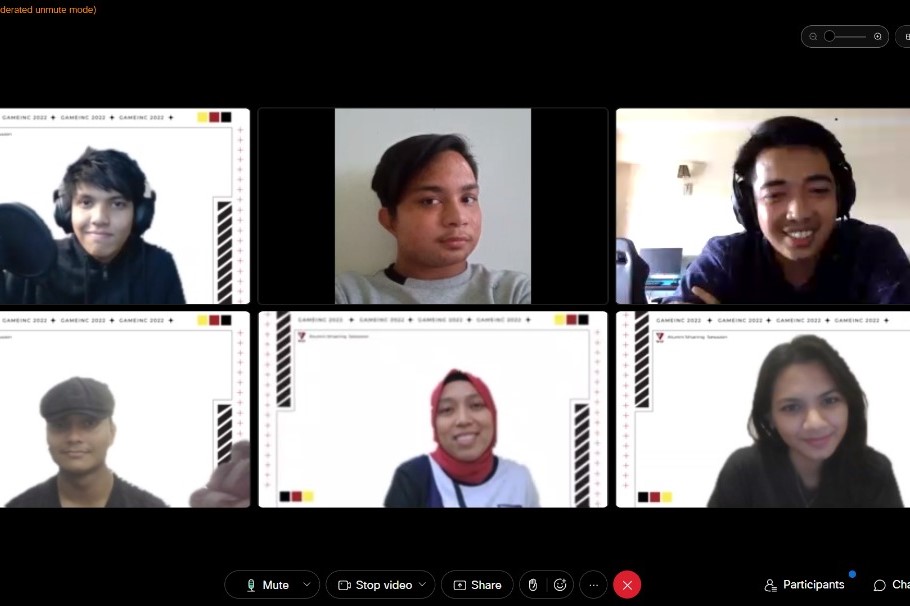 derated unmute mode)
GAMEINC 2022 ✦ GAMEINC 2022 ✦ GAMEINC 2022 ✦
GAMEINC 2022 ✦ GAMEINC 2022 ✦ GAMEINC 2022 ✦
GAMEINC 2022 ✦ GAMEINC 2022 ✦ GAMEINC 2022 ✦ GAMEINC 2022 ✦
Alumni Sharing Session
GAMEINC 2022 ✦ GAMEINC 2022 ✦ GAMEINC 2022 ✦ GAMEINC 2022 ✦
Alumni Sharing Session
Mute
Stop video
Share
Participants
Cha